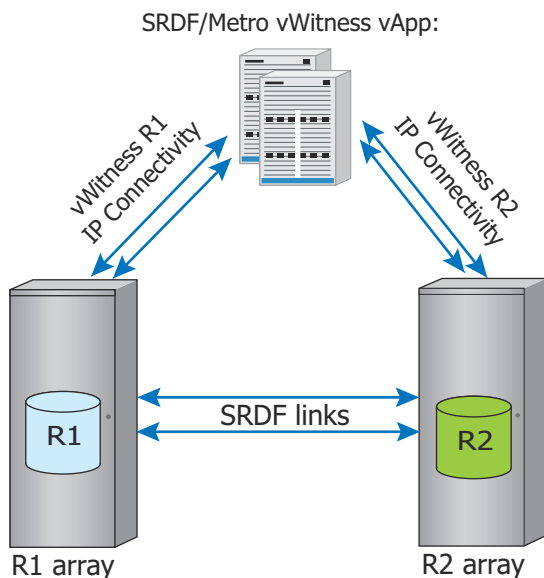 SRDF/Metro vWitness vApp:
vWitness R1
IP Connectivity
vWitness R2
IP Connectivity
R1
SRDF links
R2
R1 array
R2 array